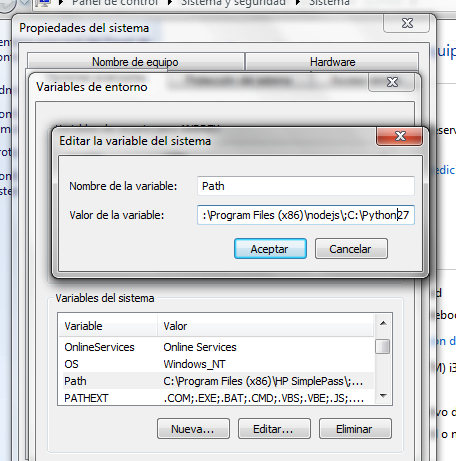 Panel de control ▸ Sistema y seguridad ▸ Sistema
Propiedades del sistema
Nombre de equipo
Hardware
Variables de entorno
Editar la variable del sistema
Nombre de la variable:
Path
Valor de la variable:
:\Program Files (x86)\nodejs\;C:\Python27
Aceptar
Cancelar
Variables del sistema
Variable
Valor
OnlineServices
Online Services
OS
Windows_NT
Path
C:\Program Files (x86)\HP SimplePass\;...
PATHEXT
.COM;.EXE;.BAT;.CMD;.VBS;.VBE;.JS;....
Nueva...
Editar...
Eliminar